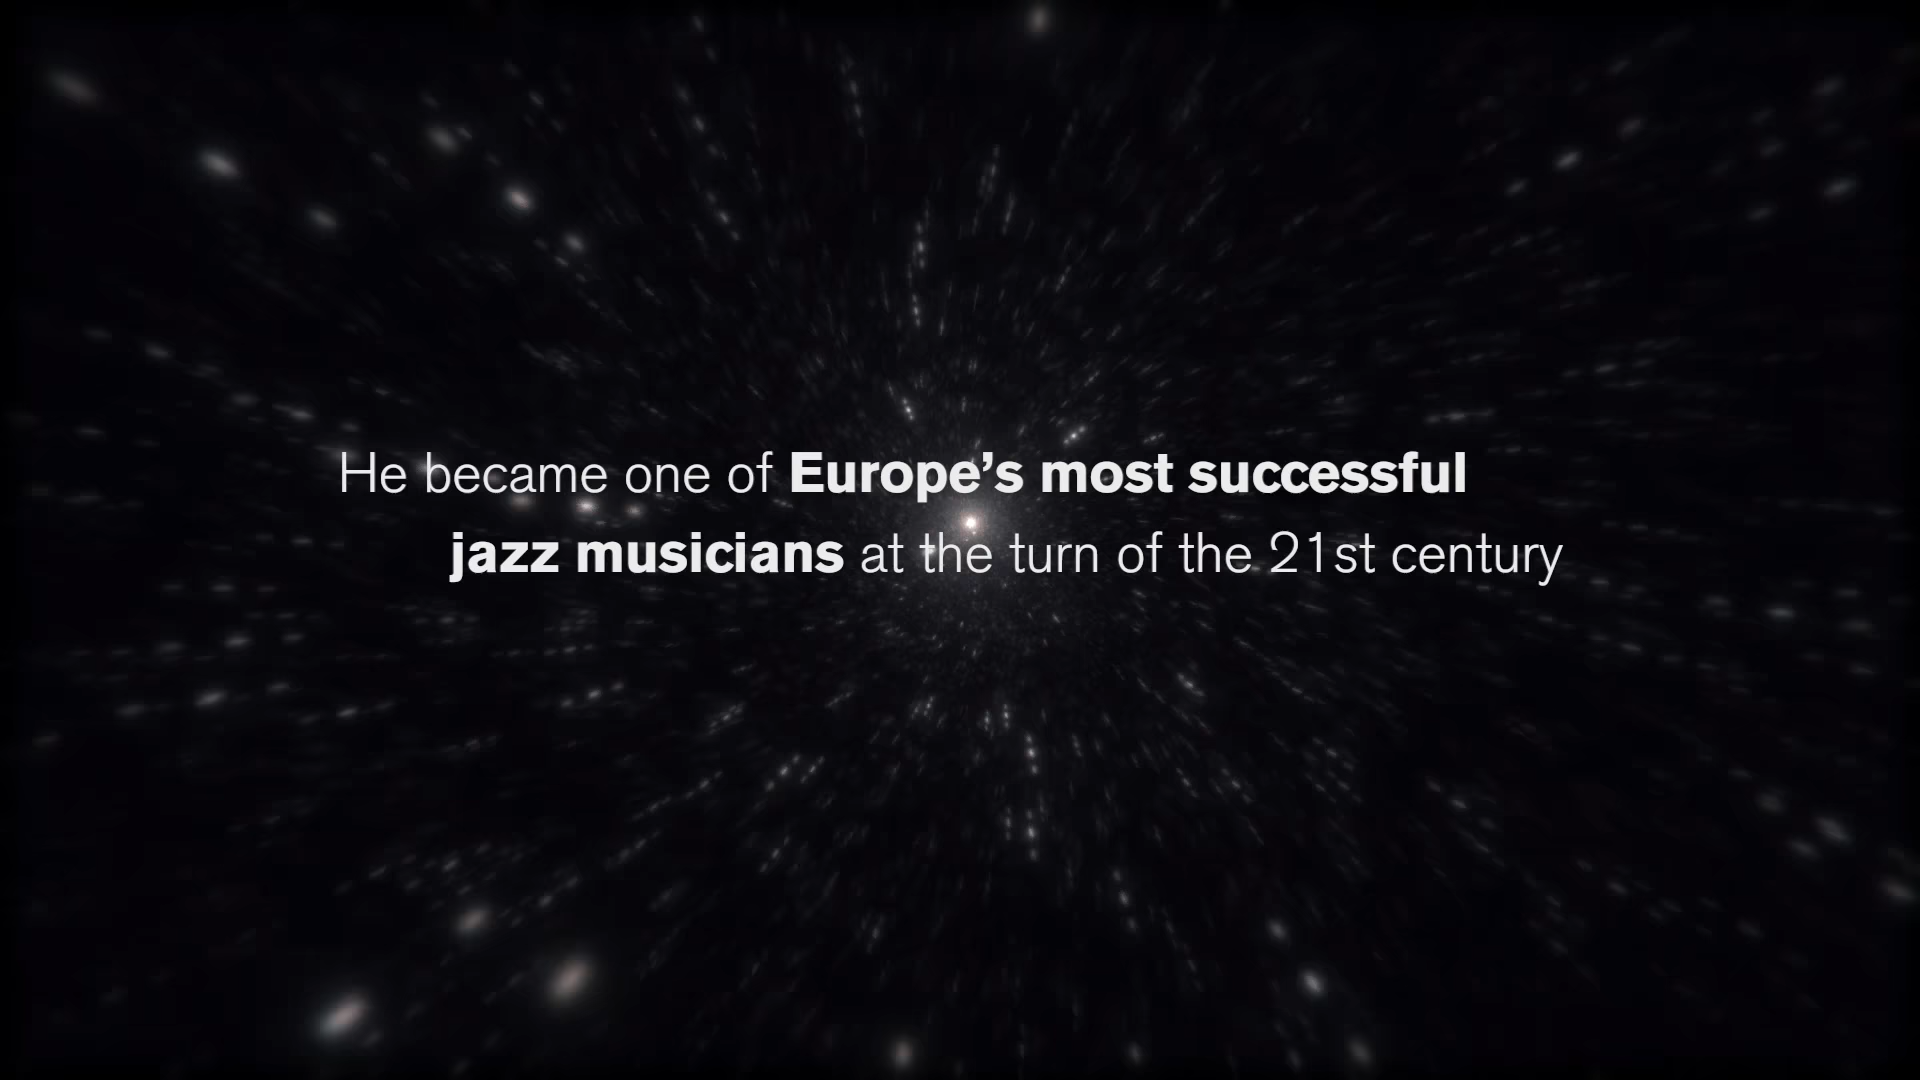 He became one of Europe’s most successful
jazz musicians at the turn of the 21st century